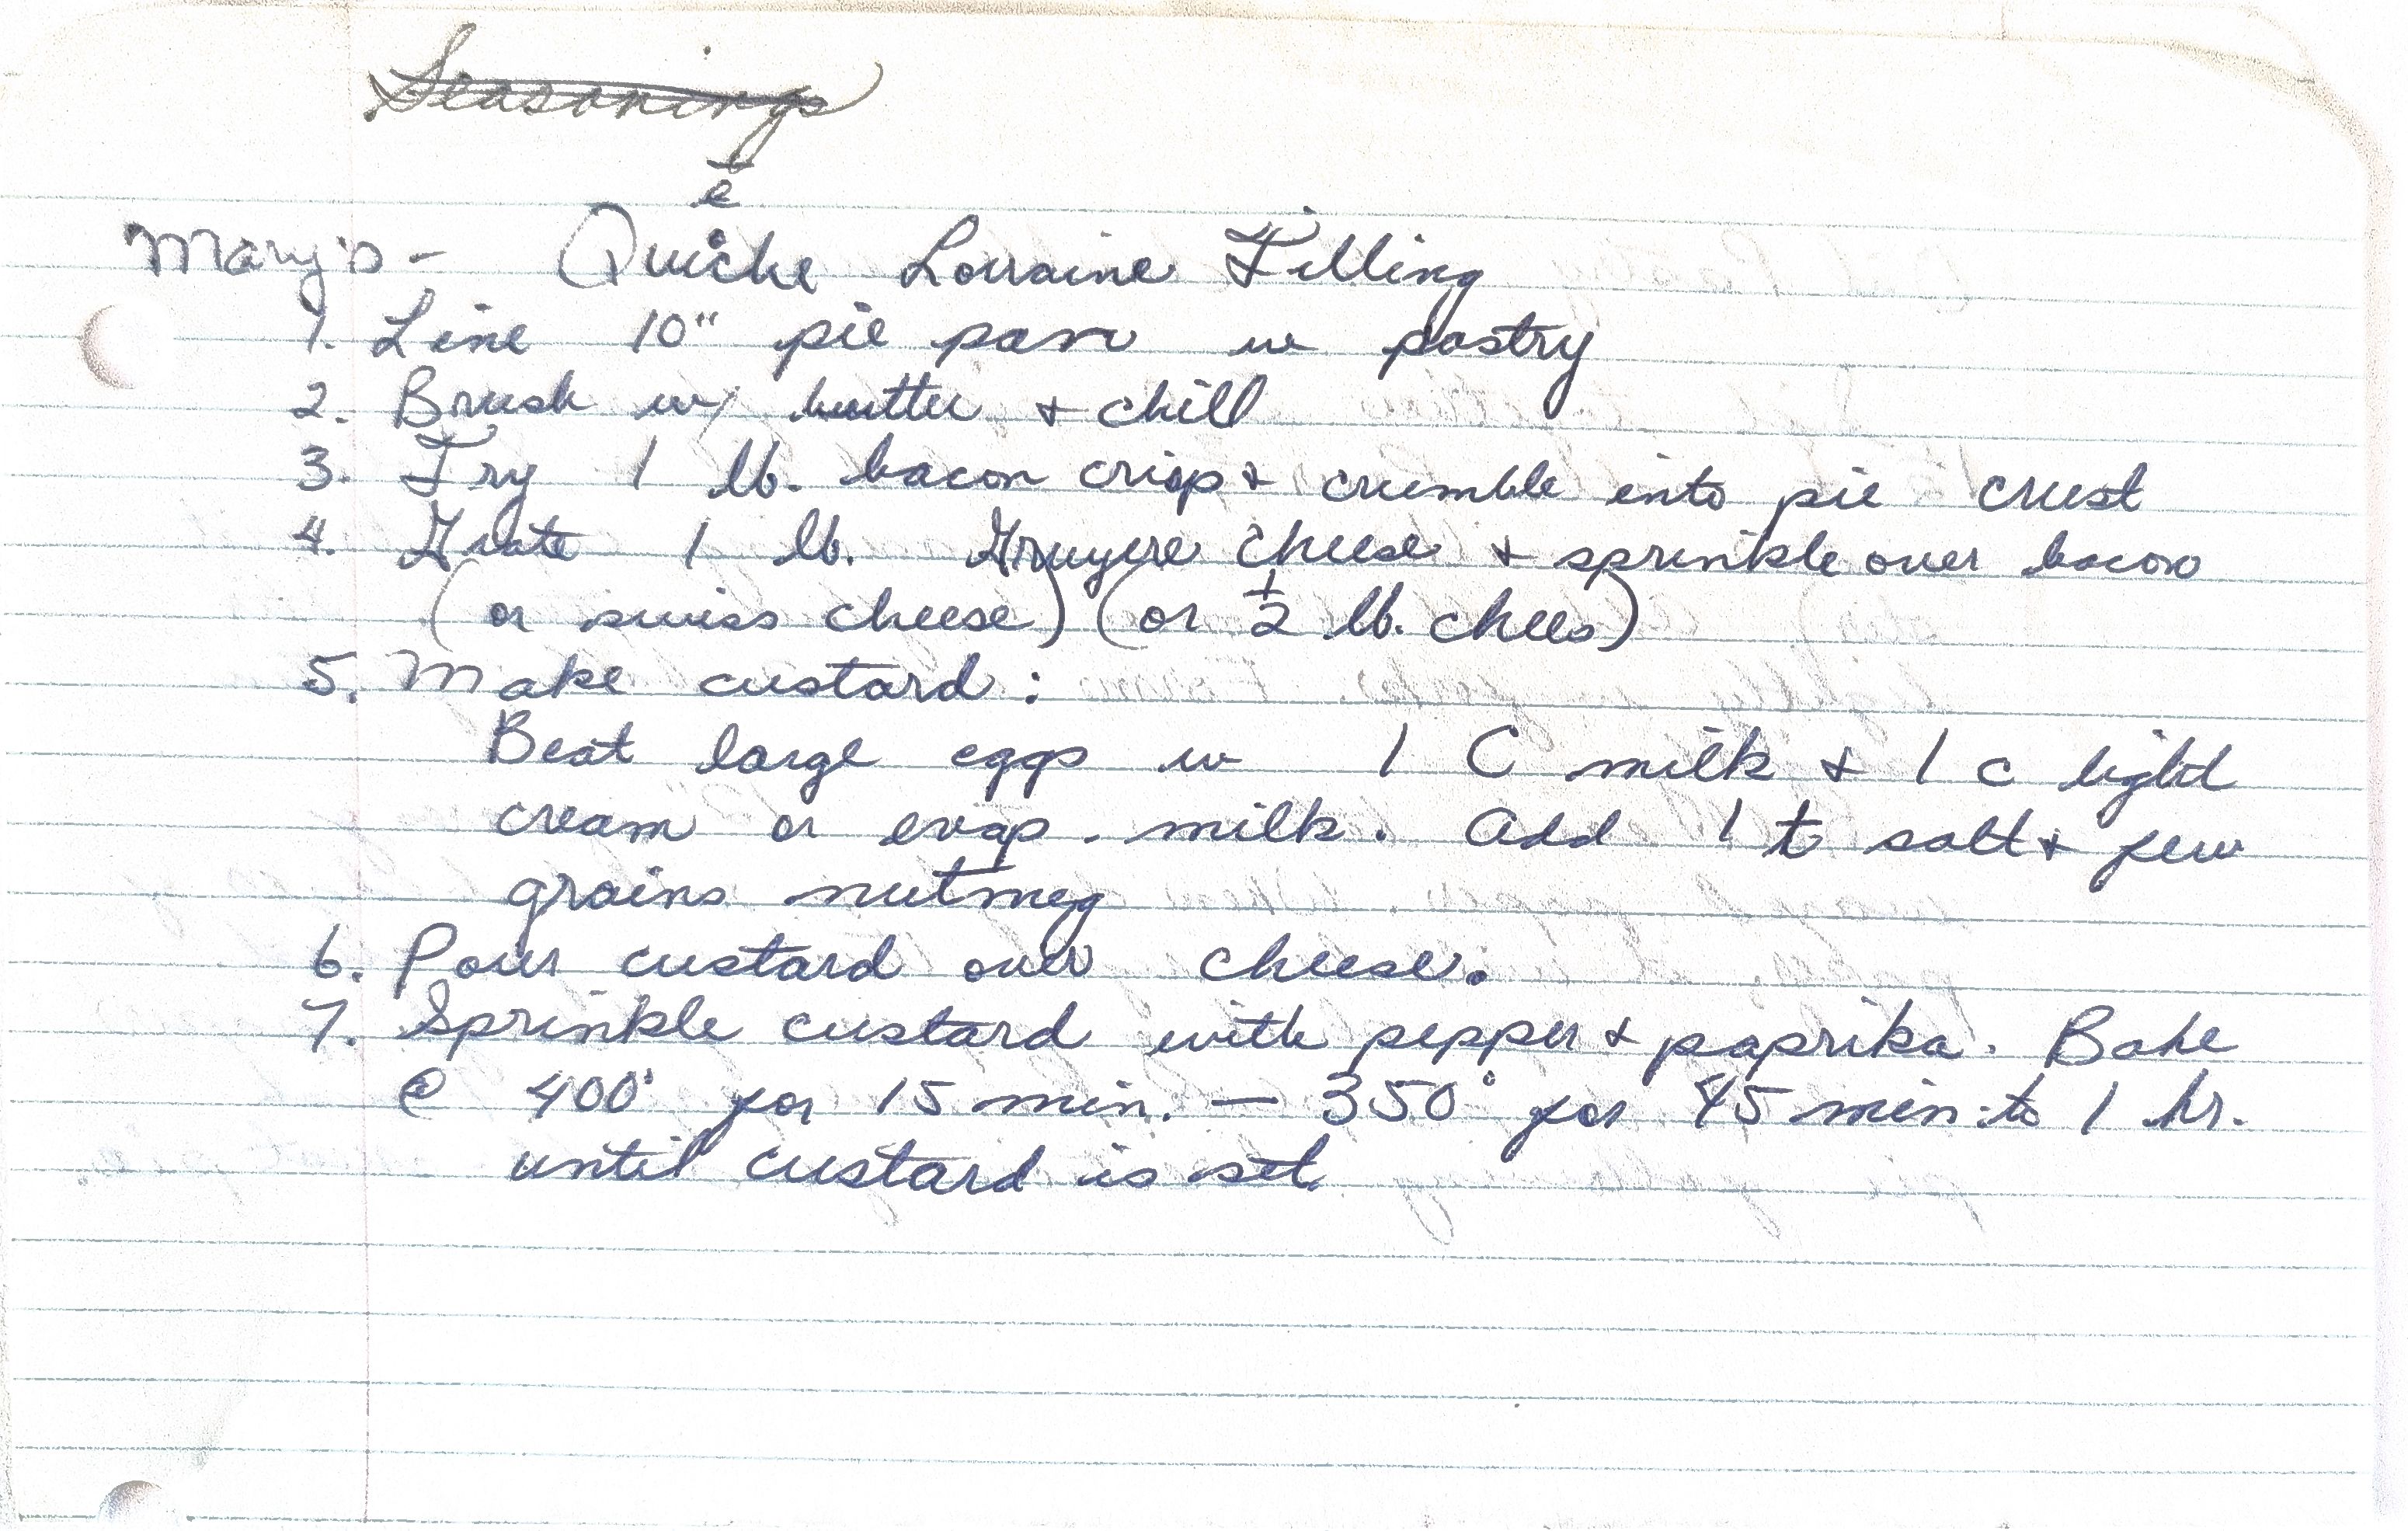 Seasonings
Mary's - Quiche Lorraine Filling
1. Line 10" pie pan w pastry
2. Brush w/ butter & chill
3. Fry 1 lb. bacon crisp & crumble into pie crust
4. Grate 1 lb. Gruyere cheese & sprinkle over bacon
(or swiss cheese) (or ½ lb. chees)
5. Make custard:
Beat large eggs w 1 C milk & 1 c light
cream or evap. milk. Add 1 t salt & few
grains nutmeg
6. Pour custard over cheese.
7. Sprinkle custard with pepper & paprika. Bake
@ 400° for 15 min. — 350° for 45 min. to 1 hr.
until custard is set.